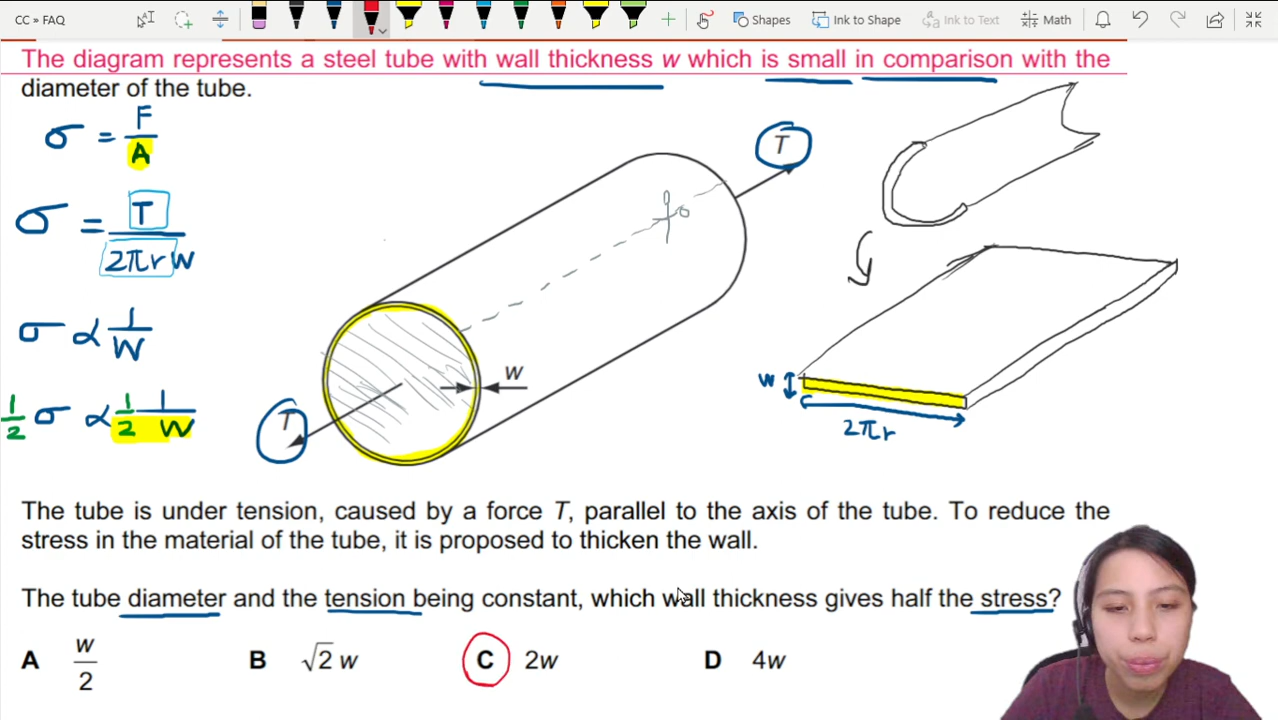 CC » FAQ
Shapes
Ink to Shape
Ink to Text
Math
The diagram represents a steel tube with wall thickness w which is small in comparison with the
diameter of the tube.
σ = F/A
σ = T/2πrw
σ ∝ 1/W
1/2 σ ∝ 1/2 1/W
T
T
w
w
2πr
The tube is under tension, caused by a force T, parallel to the axis of the tube. To reduce the
stress in the material of the tube, it is proposed to thicken the wall.
The tube diameter and the tension being constant, which wall thickness gives half the stress?
A w/2 B √2 w C 2w D 4w